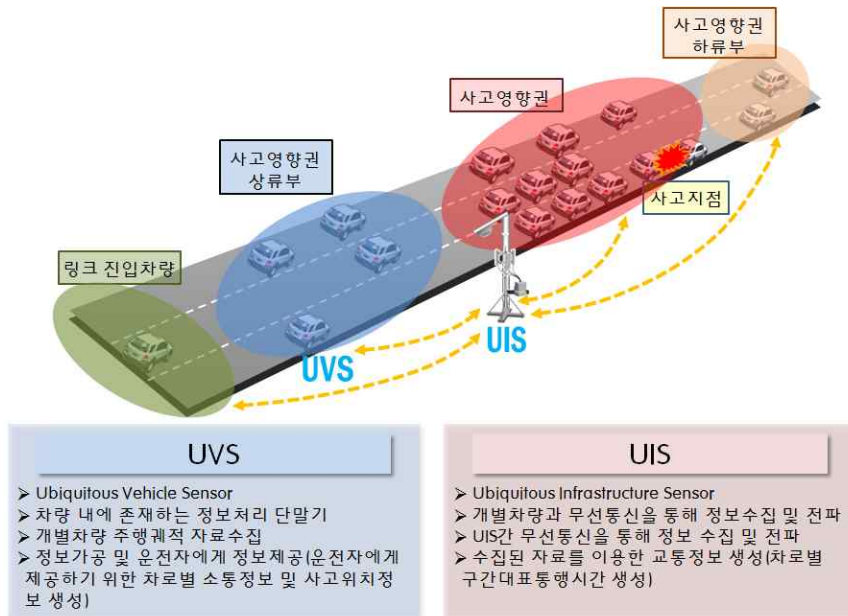 사고영향권
하류부
사고영향권
사고영향권
상류부
사고지점
링크 진입차량
UVS
UIS
UVS
➢ Ubiquitous Vehicle Sensor
➢ 차량 내에 존재하는 정보처리 단말기
➢ 개별차량 주행궤적 자료수집
➢ 정보가공 및 운전자에게 정보제공(운전자에게
제공하기 위한 차로별 소통정보 및 사고위치정
보 생성)
UIS
➢ Ubiquitous Infrastructure Sensor
➢ 개별차량과 무선통신을 통해 정보수집 및 전파
➢ UIS간 무선통신을 통해 정보 수집 및 전파
➢ 수집된 자료를 이용한 교통정보 생성(차로별
구간대표통행시간 생성)